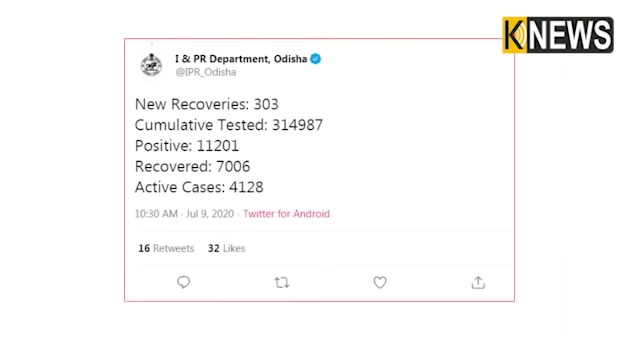 KNEWS
I & PR Department, Odisha
@IPR_Odisha
New Recoveries: 303
Cumulative Tested: 314987
Positive: 11201
Recovered: 7006
Active Cases: 4128
10:30 AM · Jul 9, 2020 · Twitter for Android
16 Retweets 32 Likes